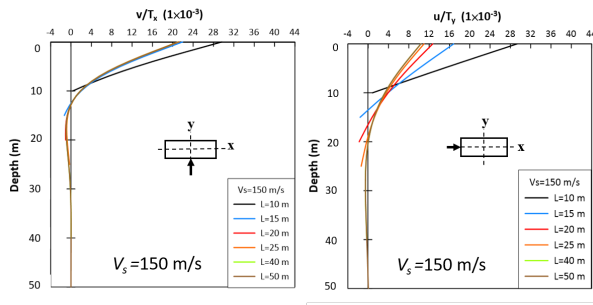 v/Tx (1×10-3)
-4 0 4 8 12 16 20 24 28 32 36 40 44
0
10
20
30
40
50
Depth (m)
y
x
Vs=150 m/s
L=10 m
L=15 m
L=20 m
L=25 m
L=40 m
L=50 m
Vs =150 m/s
u/Ty (1×10-3)
-4 0 4 8 12 16 20 24 28 32 36 40 44
0
10
20
30
40
50
Depth (m)
y
x
Vs=150 m/s
L=10 m
L=15 m
L=20 m
L=25 m
L=40 m
L=50 m
Vs =150 m/s